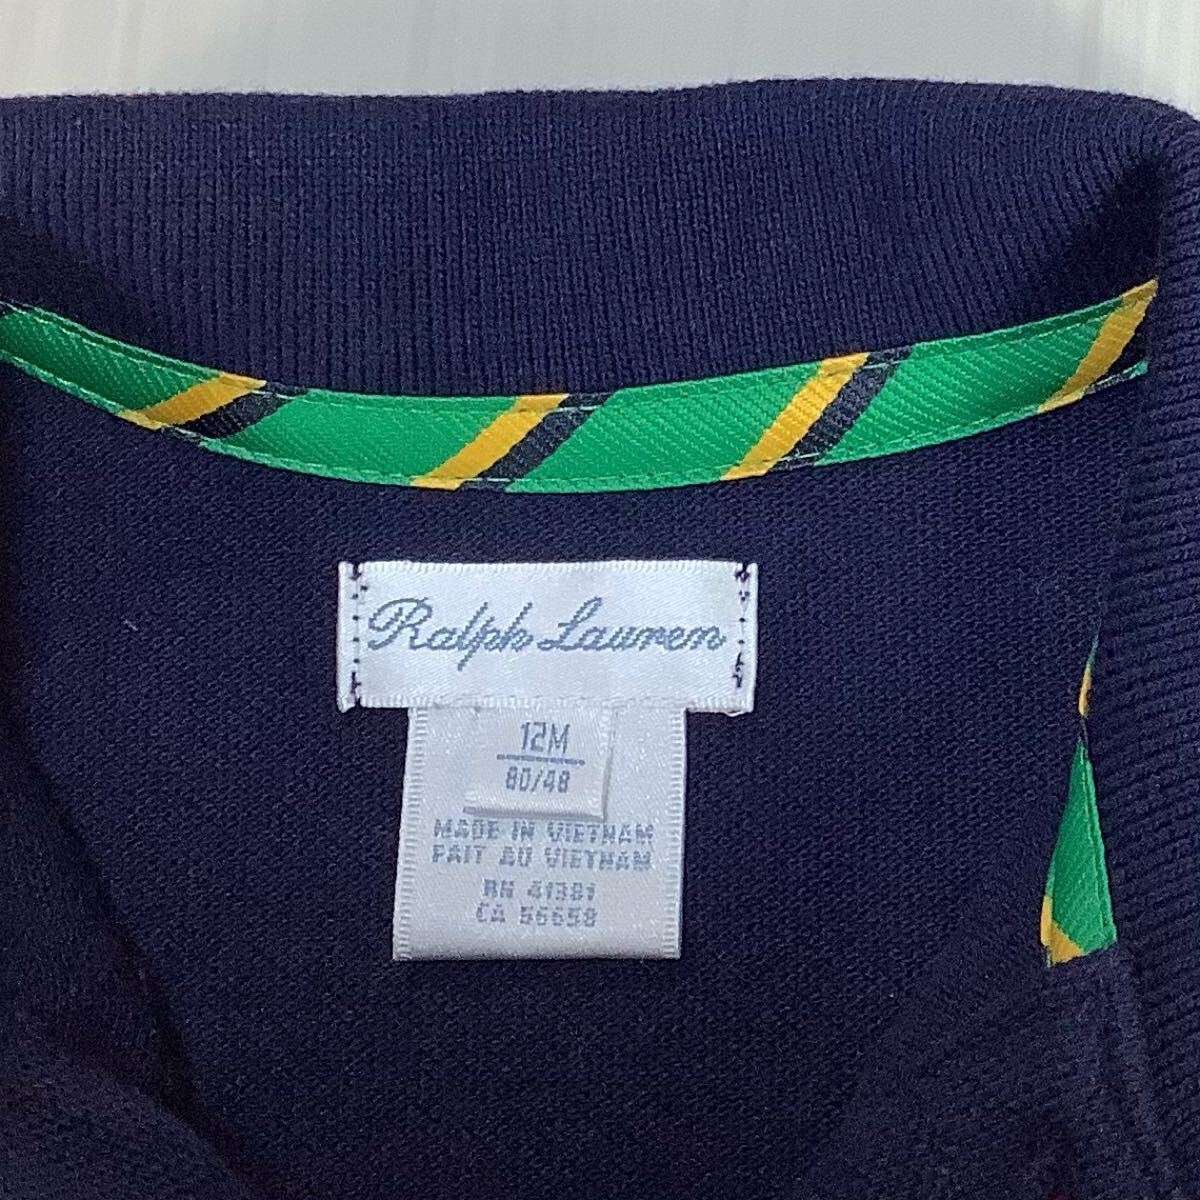 Ralph Lauren
12M
80/48
MADE IN VIETNAM
FAIT AU VIETNAM
RN 41381
CA 56658